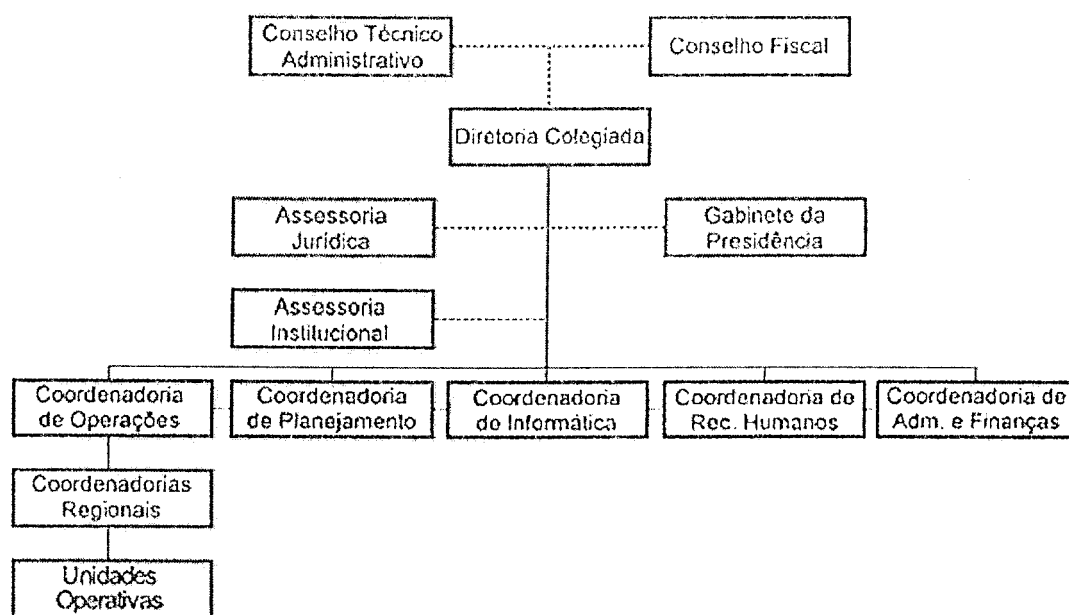 Conselho Técnico
Administrativo
Conselho Fiscal
Diretoria Colegiada
Assessoria
Jurídica
Gabinete da
Presidência
Assessoria
Institucional
Coordenadoria
de Operações
Coordenadoria
de Planejamento
Coordenadoria
de Informática
Coordenadoria de
Rec. Humanos
Coordenadoria de
Adm. e Finanças
Coordenadorias
Regionais
Unidades
Operativas